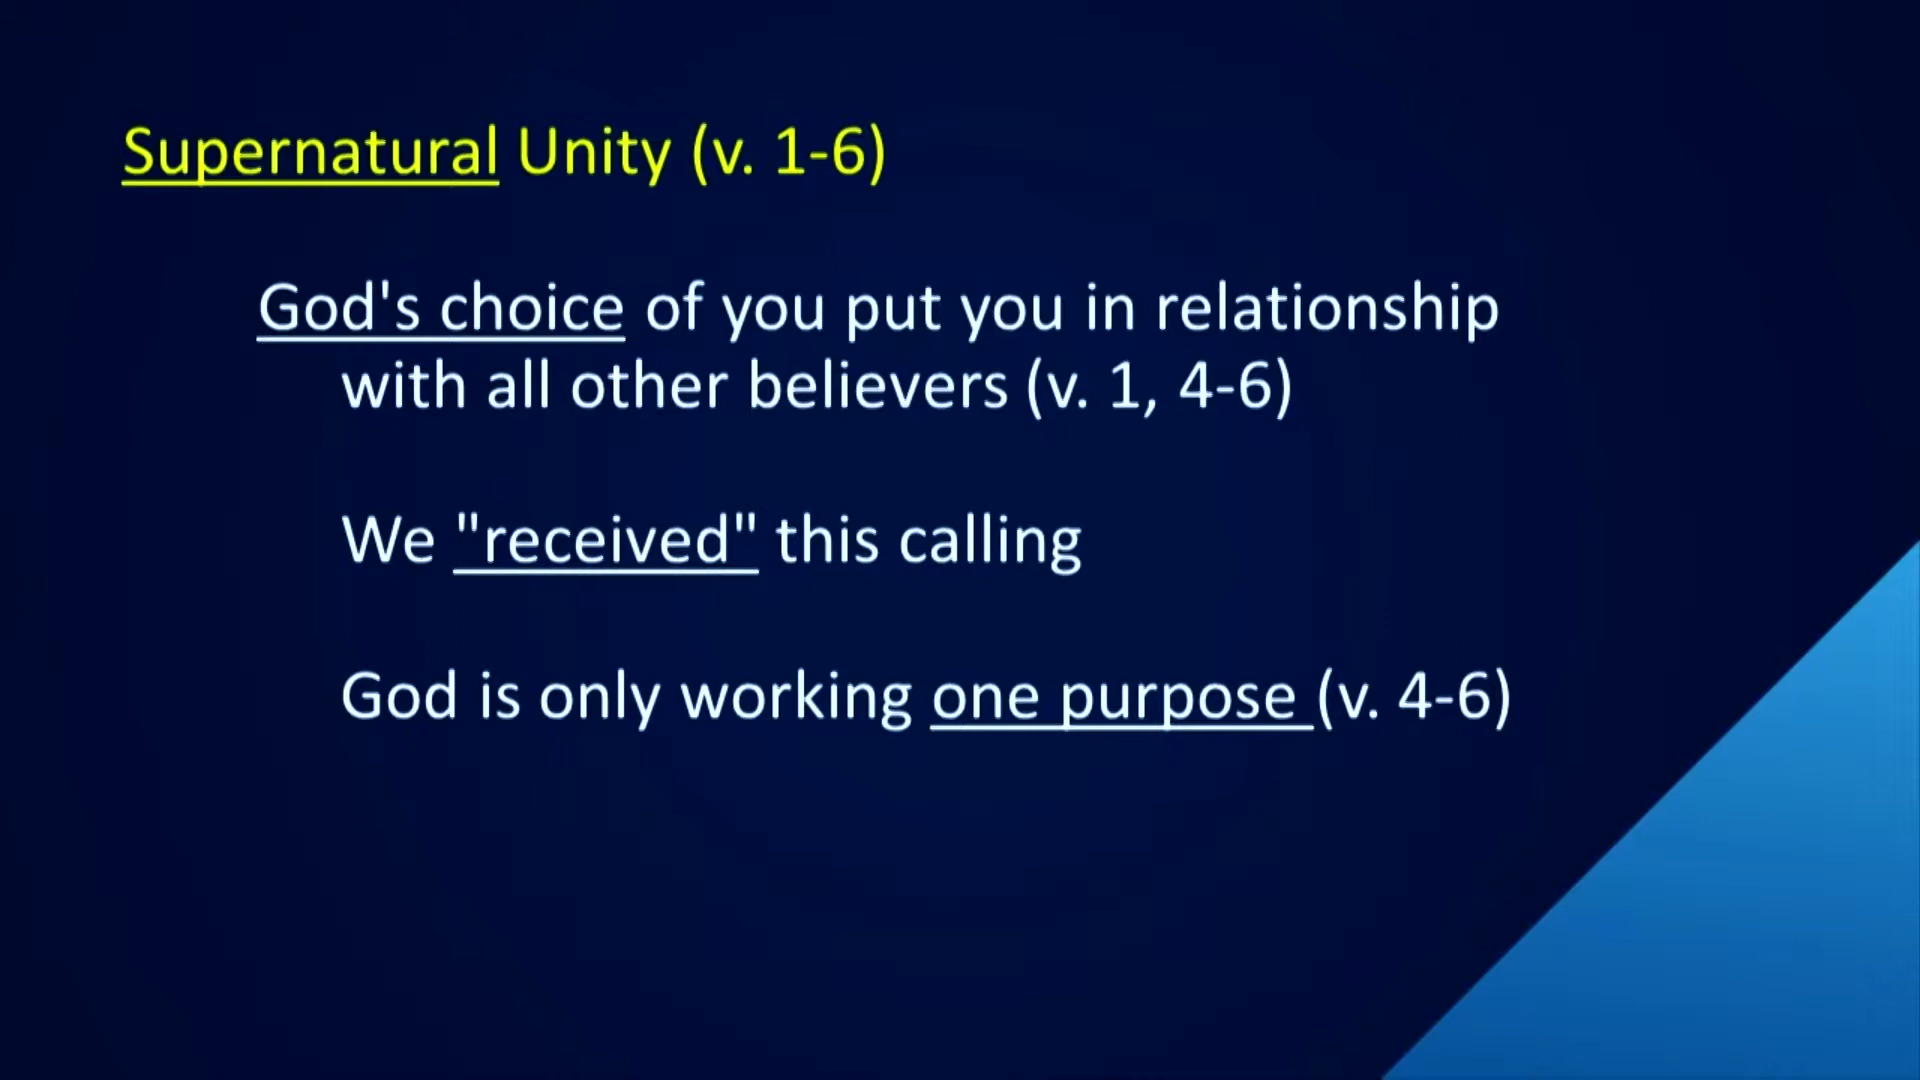 Supernatural Unity (v. 1-6)
God's choice of you put you in relationship
with all other believers (v. 1, 4-6)
We "received" this calling
God is only working one purpose (v. 4-6)